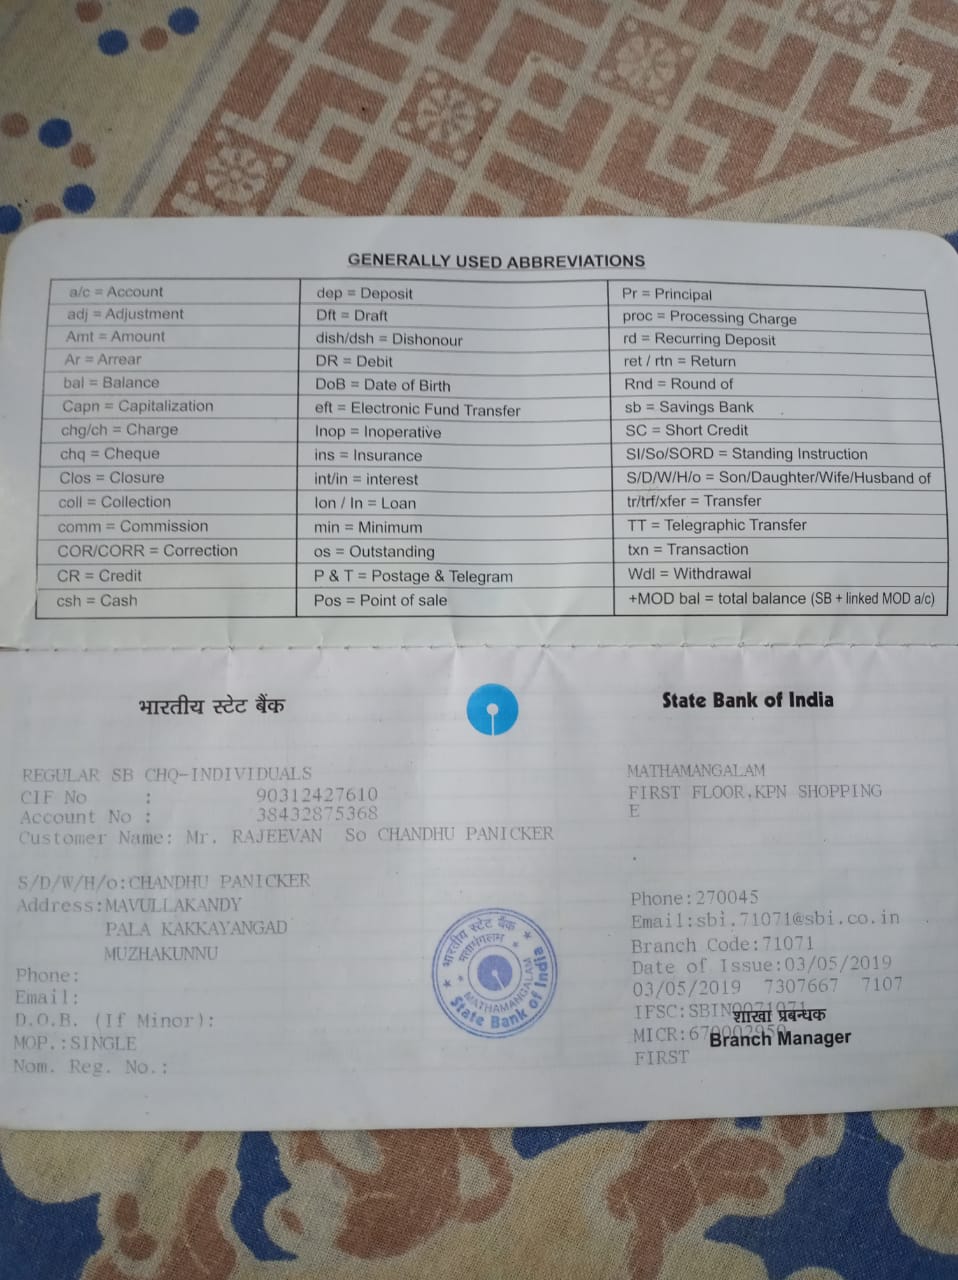 GENERALLY USED ABBREVIATIONS
a/c = Account
adj = Adjustment
Amt = Amount
Ar = Arrear
bal = Balance
Capn = Capitalization
chg/ch = Charge
chq = Cheque
Clos = Closure
coll = Collection
comm = Commission
COR/CORR = Correction
CR = Credit
csh = Cash
dep = Deposit
Dft = Draft
dish/dsh = Dishonour
DR = Debit
DoB = Date of Birth
eft = Electronic Fund Transfer
Inop = Inoperative
ins = Insurance
int/in = interest
lon / ln = Loan
min = Minimum
os = Outstanding
P & T = Postage & Telegram
Pos = Point of sale
Pr = Principal
proc = Processing Charge
rd = Recurring Deposit
ret / rtn = Return
Rnd = Round of
sb = Savings Bank
SC = Short Credit
SI/So/SORD = Standing Instruction
S/D/W/H/o = Son/Daughter/Wife/Husband of
tr/trf/xfer = Transfer
TT = Telegraphic Transfer
txn = Transaction
Wdl = Withdrawal
+MOD bal = total balance (SB + linked MOD a/c)
भारतीय स्टेट बैंक
State Bank of India
REGULAR SB CHQ-INDIVIDUALS
CIF No : 90312427610
Account No : 38432875368
Customer Name: Mr. RAJEEVAN So CHANDHU PANICKER
S/D/W/H/o:CHANDHU PANICKER
Address:MAVULLAKANDY
PALA KAKKAYANGAD
MUZHAKUNNU
Phone:
Email:
D.O.B. (If Minor):
MOP.:SINGLE
Nom. Reg. No.:
भारतीय स्टेट बैंक
MATHAMANGALAM
State Bank of India
MATHAMANGALAM
FIRST FLOOR,KPN SHOPPING
E
Phone:270045
Email:sbi.71071@sbi.co.in
Branch Code:71071
Date of Issue:03/05/2019
03/05/2019 7307667 7107
IFSC:SBIN0071071
शाखा प्रबन्धक
MICR:670002950
Branch Manager
FIRST